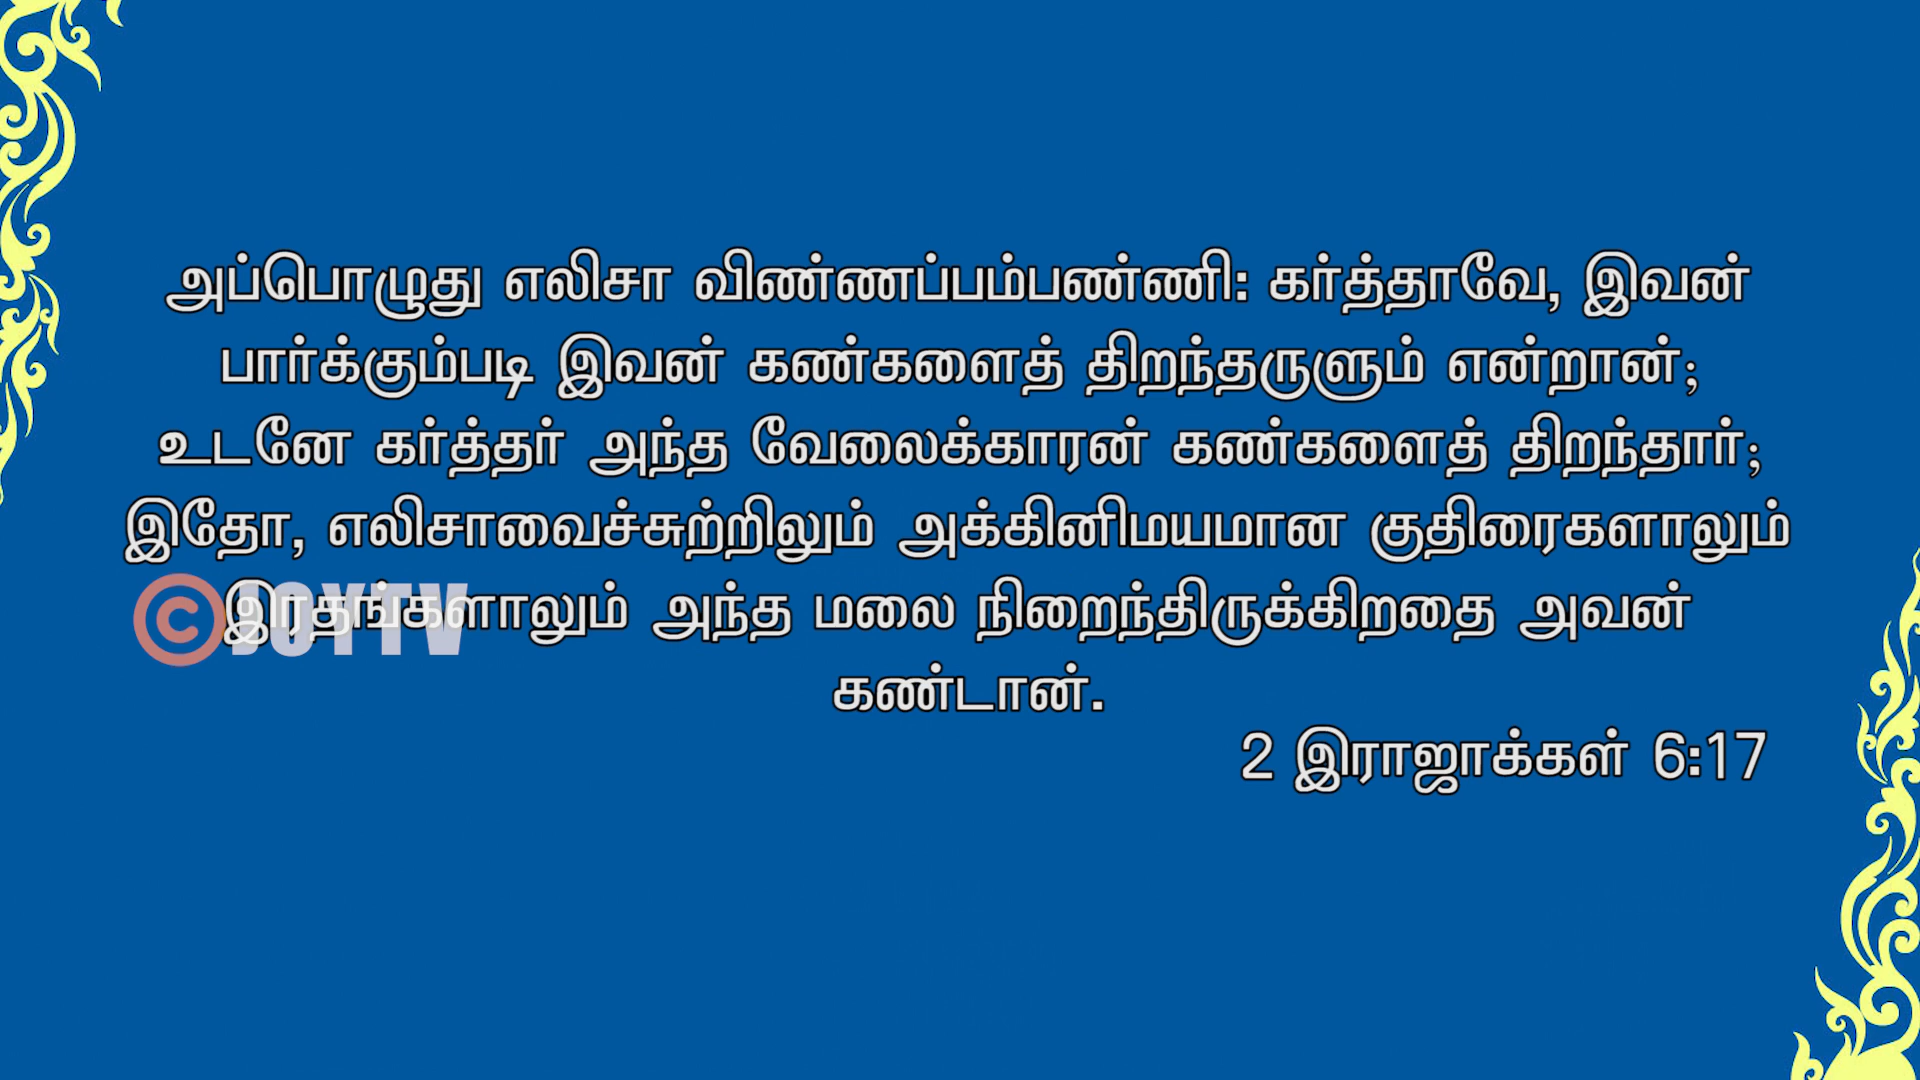 அப்பொழுது எலிசா விண்ணப்பம்பண்ணி: கர்த்தாவே, இவன்
பார்க்கும்படி இவன் கண்களைத் திறந்தருளும் என்றான்;
உடனே கர்த்தர் அந்த வேலைக்காரன் கண்களைத் திறந்தார்;
இதோ, எலிசாவைச்சுற்றிலும் அக்கினிமயமான குதிரைகளாலும்
இரதங்களாலும் அந்த மலை நிறைந்திருக்கிறதை அவன்
© JOYTV
கண்டான்.
2 இராஜாக்கள் 6:17